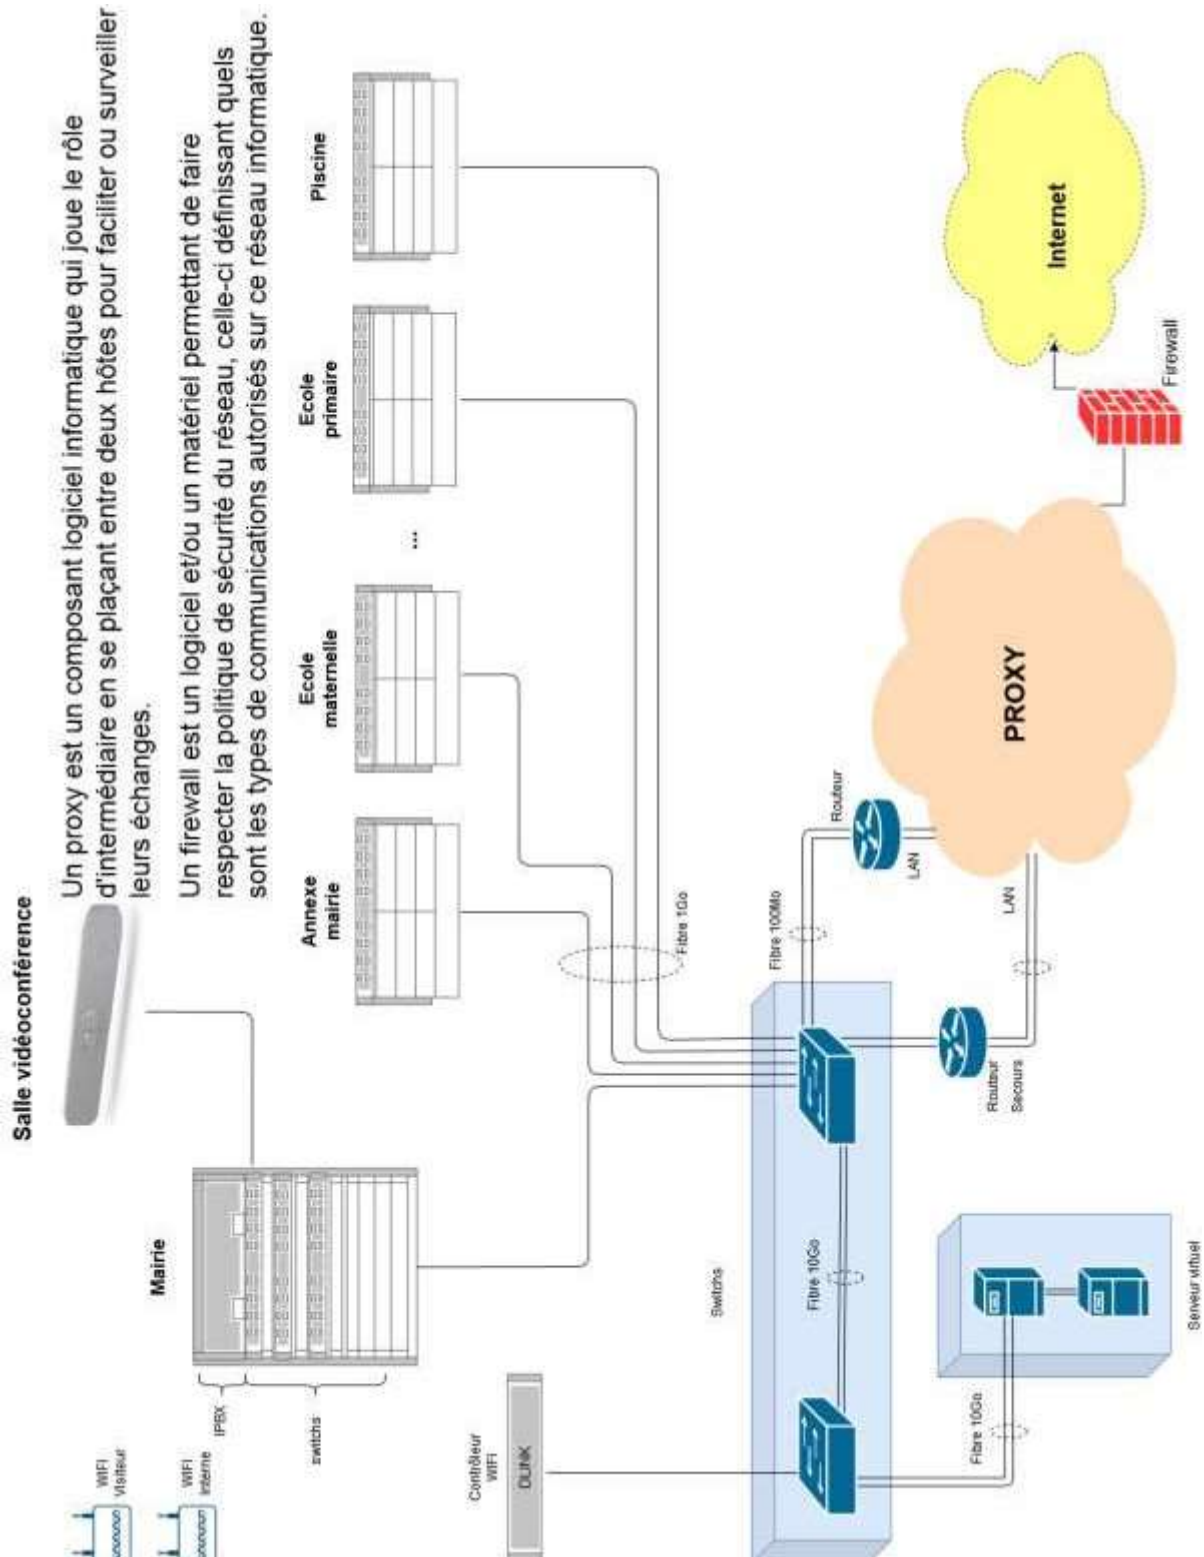 Salle vidéoconférence
Un proxy est un composant logiciel informatique qui joue le rôle
d'intermédiaire en se plaçant entre deux hôtes pour faciliter ou surveiller
leurs échanges.
Un firewall est un logiciel et/ou un matériel permettant de faire
respecter la politique de sécurité du réseau, celle-ci définissant quels
sont les types de communications autorisés sur ce réseau informatique.
WIFI
Visiteur
WIFI
Interne
Mairie
IPBX
switchs
Annexe
mairie
Ecole
maternelle
...
Ecole
primaire
Piscine
Contrôleur
WIFI
DLINK
Fibre 1Go
Switchs
Fibre 10Go
Fibre 100Mo
Routeur
LAN
Routeur
Secours
LAN
PROXY
Firewall
Internet
Fibre 10Go
Serveur virtuel